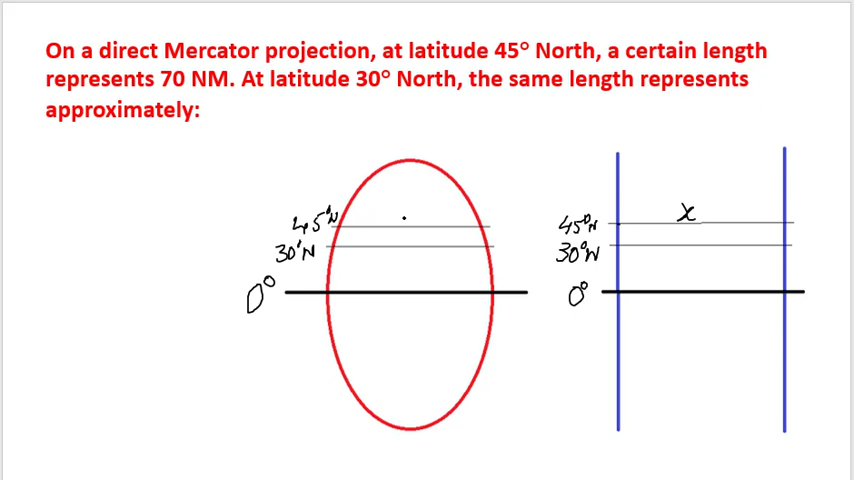 On a direct Mercator projection, at latitude 45° North, a certain length
represents 70 NM. At latitude 30° North, the same length represents
approximately:
45°N
30°N
0°
x
45°N
30°N
0°